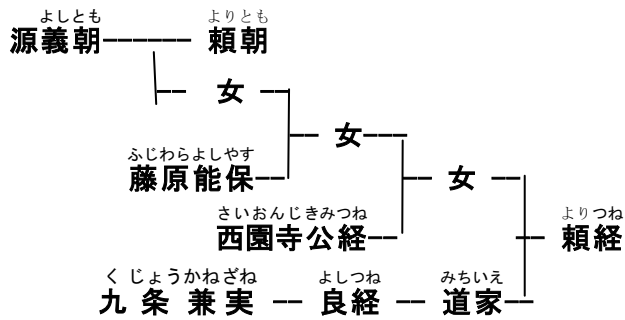 よしとも よりとも
源義朝 頼朝
女
女
ふじわらよしやす
藤原能保 女
さいおんじきみつね よりつね
西園寺公経 頼経
くじょうかねざね よしつね みちいえ
九条兼実 良経 道家